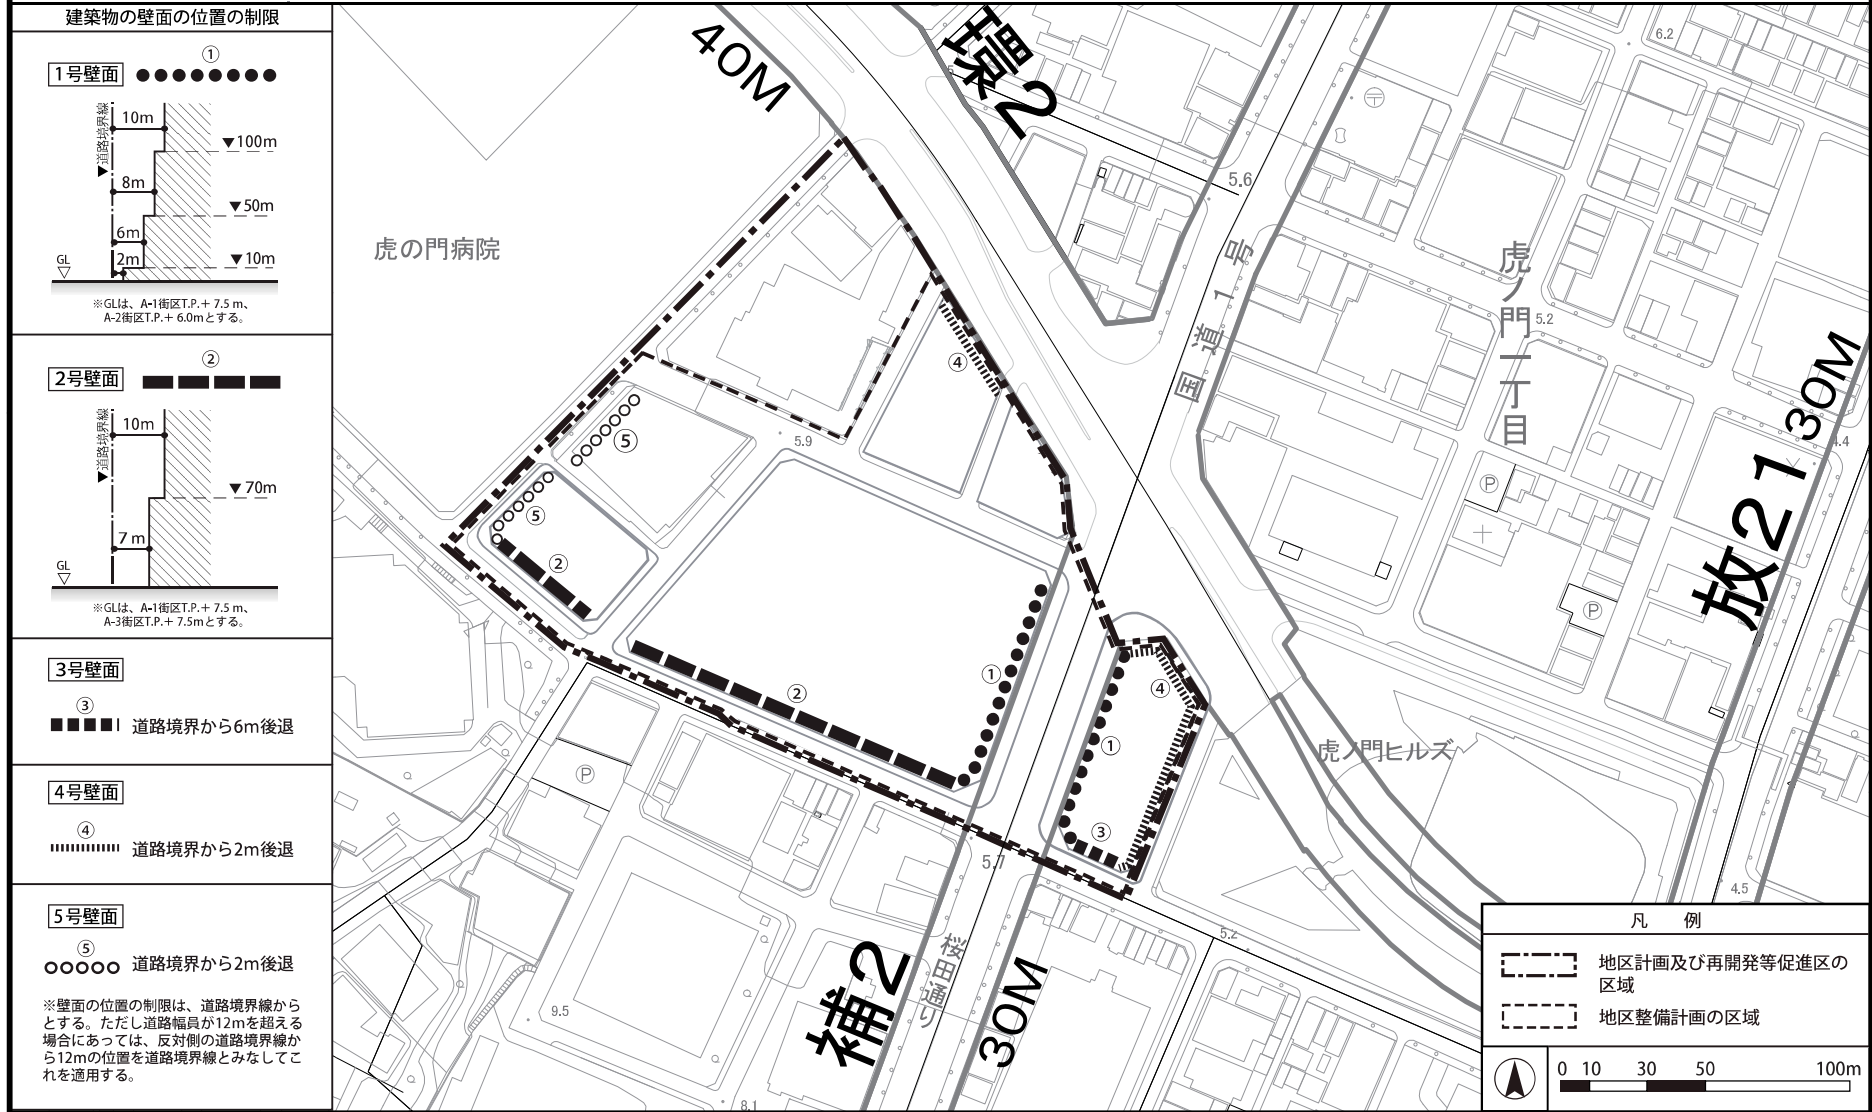 建築物の壁面の位置の制限
①
1号壁面
道路境界線
10m
▼100m
8m
▼50m
6m
2m
▼10m
GL
※GLは、A-1街区T.P.+ 7.5 m、
A-2街区T.P.+ 6.0mとする。
②
2号壁面
道路境界線
10m
▼70m
7 m
GL
※GLは、A-1街区T.P.+ 7.5 m、
A-3街区T.P.+ 7.5mとする。
3号壁面
③
道路境界から6m後退
4号壁面
④
道路境界から2m後退
5号壁面
⑤
道路境界から2m後退
※壁面の位置の制限は、道路境界線から
とする。ただし道路幅員が12mを超える
場合にあっては、反対側の道路境界線か
ら12mの位置を道路境界線とみなしてこ
れを適用する。
40M
環2
6.2
5.6
虎の門病院
国道1号
虎ノ門一丁目
5.2
30M
4.4
放21
④
⑤
5.9
⑤
②
P
P
①
②
④
①
③
虎ノ門ヒルズ
P
5.7
5.2
4.5
補2
桜田通り
30M
9.5
8.1
凡 例
地区計画及び再開発等促進区の
区域
地区整備計画の区域
0 10 30 50 100m